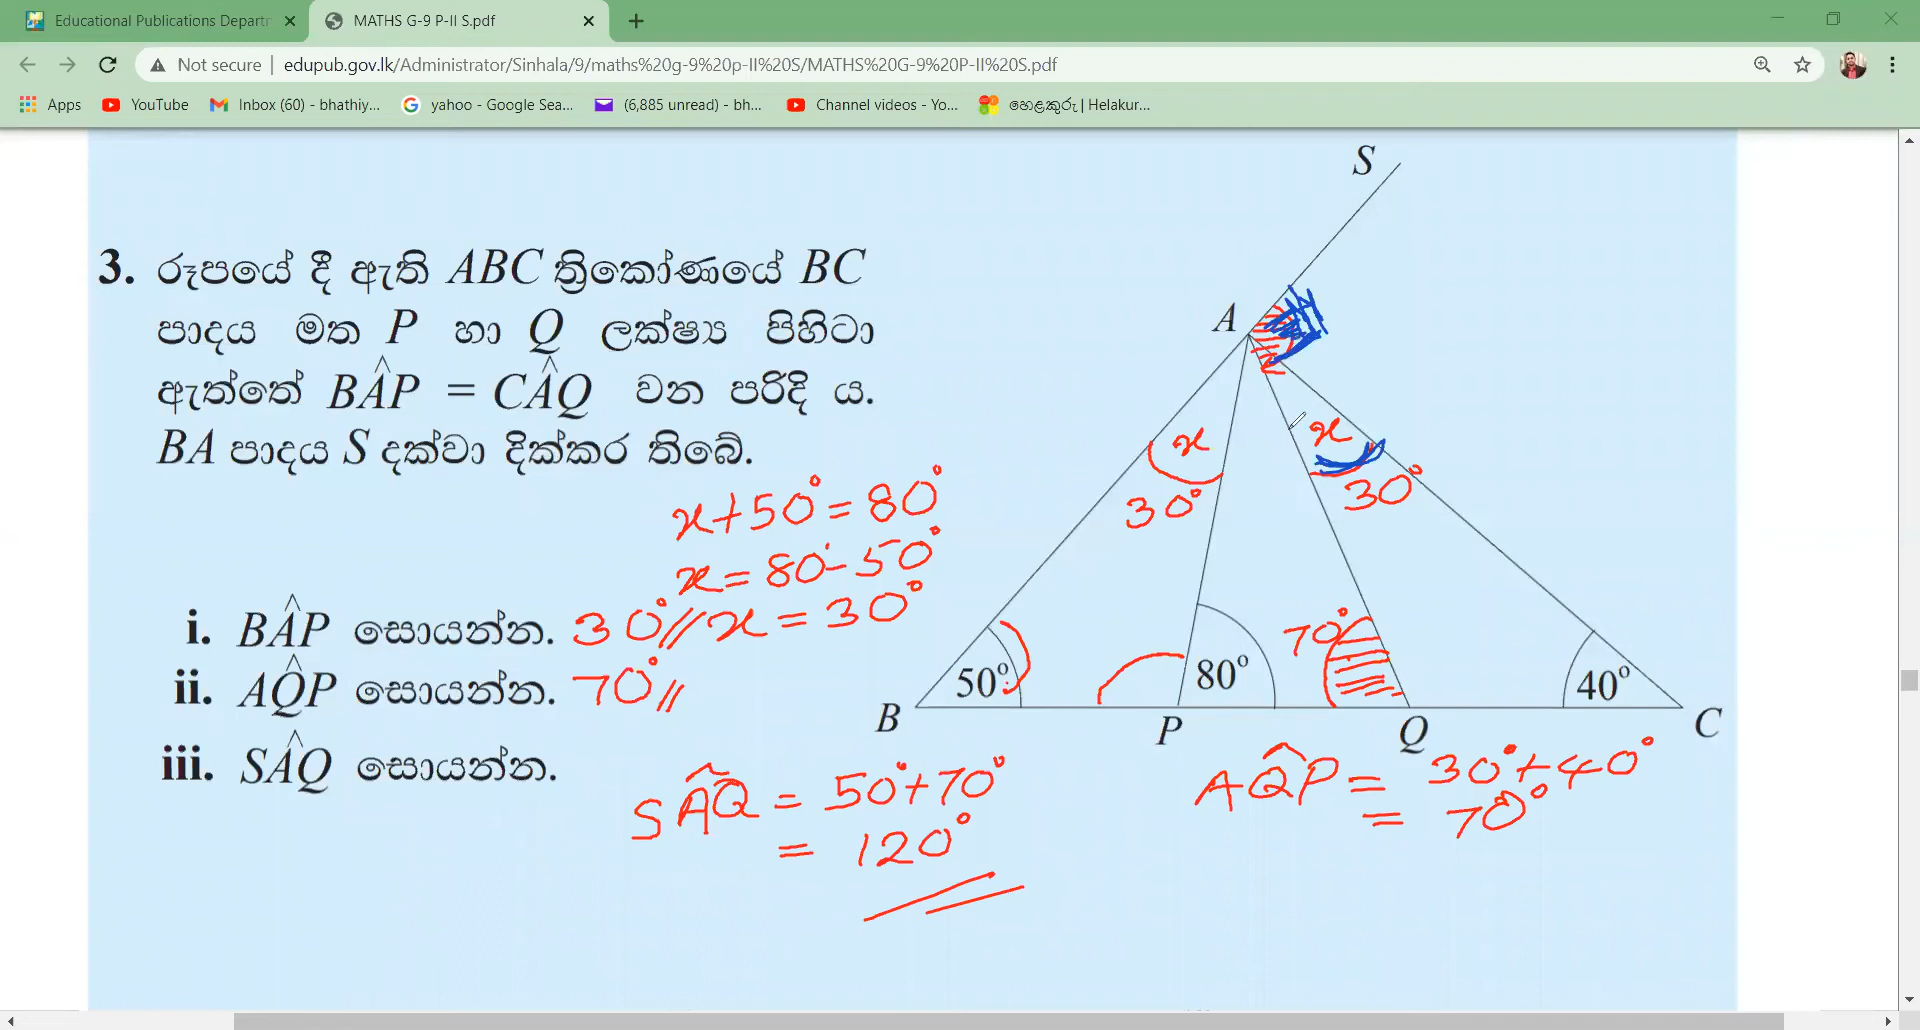 Educational Publications Departm
MATHS G-9 P-II S.pdf
Not secure | edupub.gov.lk/Administrator/Sinhala/9/maths%20g-9%20p-II%20S/MATHS%20G-9%20P-II%20S.pdf
Apps YouTube Inbox (60) - bhathiy... yahoo - Google Sea... (6,885 unread) - bh... Channel videos - Yo... හෙළකුරු | Helakur...
S
3. රූපයේ දී ඇති ABC ත්‍රිකෝණයේ BC
පාදය මත P හා Q ලක්ෂ්‍ය පිහිටා
ඇත්තේ BÂP = CÂQ වන පරිදි ය.
BA පාදය S දක්වා දික්කර තිබේ.
A
x
x
30°
30°
x+50°=80°
x=80°-50°
x=30°
i. BÂP සොයන්න. 30°//
ii. AQ̂P සොයන්න. 70°//
iii. SÂQ සොයන්න.
50°
80°
70°
40°
B
P
Q
C
SÂQ = 50°+70°
= 120°
AQ̂P = 30°+40°
= 70°